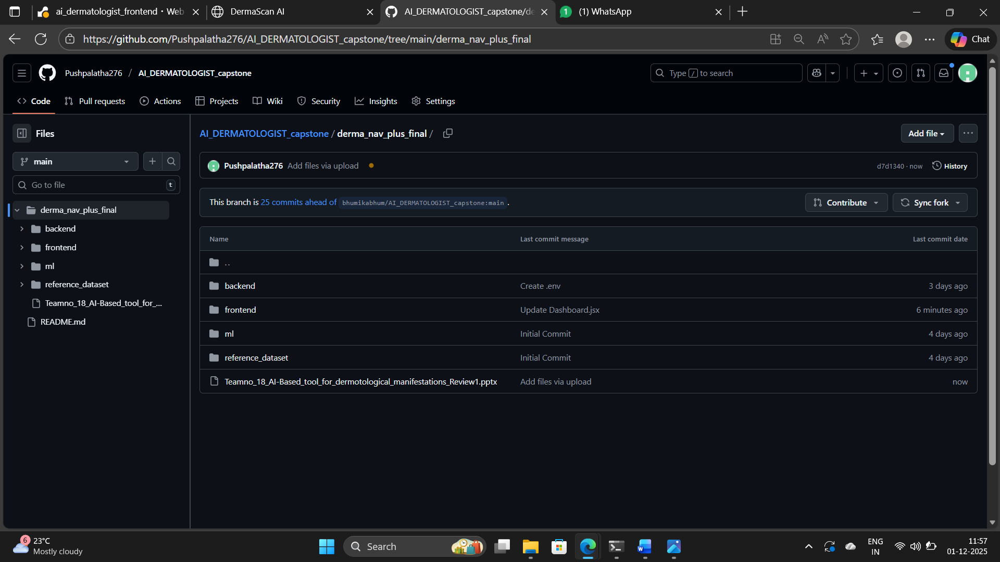 ai_dermatologist_frontend · Web
DermaScan AI
AI_DERMATOLOGIST_capstone/de
1
(1) WhatsApp
https://github.com/Pushpalatha276/AI_DERMATOLOGIST_capstone/tree/main/derma_nav_plus_final
Chat
Pushpalatha276 / AI_DERMATOLOGIST_capstone
Type / to search
Code
Pull requests
Actions
Projects
Wiki
Security
Insights
Settings
Files
AI_DERMATOLOGIST_capstone / derma_nav_plus_final /
Add file
main
Pushpalatha276 Add files via upload
d7d1340 · now
History
Go to file
t
This branch is 25 commits ahead of bhumikabhum/AI_DERMATOLOGIST_capstone:main .
Contribute
Sync fork
derma_nav_plus_final
backend
frontend
ml
reference_dataset
Teamno_18_AI-Based_tool_for_...
README.md
Name Last commit message Last commit date
..
backend Create .env 3 days ago
frontend Update Dashboard.jsx 6 minutes ago
ml Initial Commit 4 days ago
reference_dataset Initial Commit 4 days ago
Teamno_18_AI-Based_tool_for_dermotological_manifestations_Review1.pptx Add files via upload now
6
23°C
Mostly cloudy
Search
ENG
IN
11:57
01-12-2025